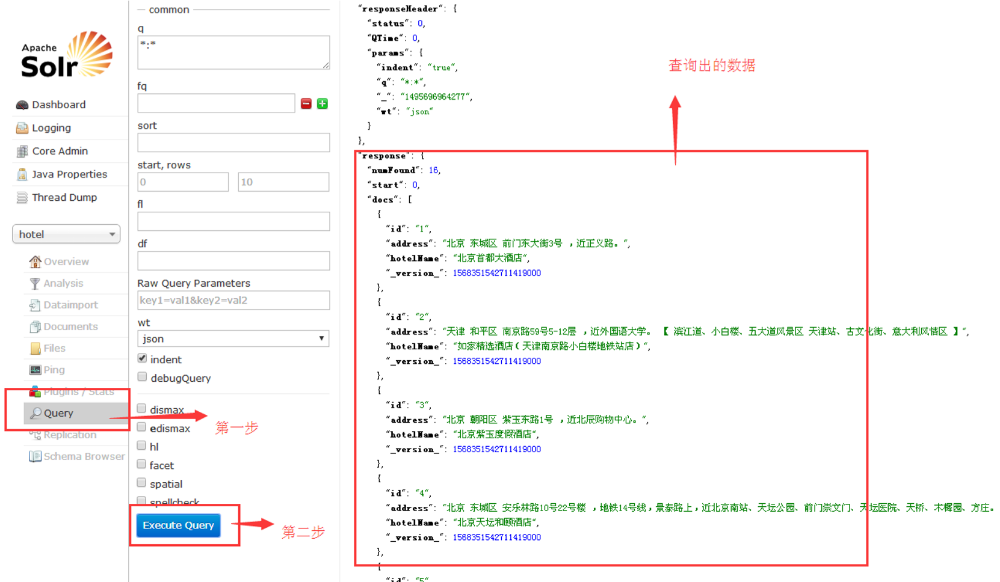 Apache
Solr
Dashboard
Logging
Core Admin
Java Properties
Thread Dump
hotel
Overview
Analysis
Dataimport
Documents
Files
Ping
Plugins / Stats
Query
Replication
Schema Browser
第一步
common
q
*:*
fq
sort
start, rows
0 10
fl
df
Raw Query Parameters
key1=val1&key2=val2
wt
json
indent
debugQuery
dismax
edismax
hl
facet
spatial
spellcheck
Execute Query
第二步
"responseHeader": {
"status": 0,
"QTime": 0,
"params": {
"indent": "true",
"q": "*:*",
"_": "1495696964277",
"wt": "json"
}
},
查询出的数据
"response": {
"numFound": 16,
"start": 0,
"docs": [
{
"id": "1",
"address": "北京 东城区 前门东大街3号 ，近正义路。",
"hotelName": "北京首都大酒店",
"_version_": 1568351542711419000
},
{
"id": "2",
"address": "天津 和平区 南京路59号5-12层 ，近外国语大学。 【 滨江道、小白楼、五大道风景区 天津站、古文化街、意大利风情区 】",
"hotelName": "如家精选酒店（天津南京路小白楼地铁站店）",
"_version_": 1568351542711419000
},
{
"id": "3",
"address": "北京 朝阳区 紫玉东路1号 ，近北辰购物中心。",
"hotelName": "北京紫玉度假酒店",
"_version_": 1568351542711419000
},
{
"id": "4",
"address": "北京 东城区 安乐林路10号22号楼 ，地铁14号线，景泰路上，近北京南站、天坛公园、前门崇文门、天坛医院、天桥、木樨园、方庄。
"hotelName": "北京天坛和颐酒店",
"_version_": 1568351542711419000
},
{
"id": "5"